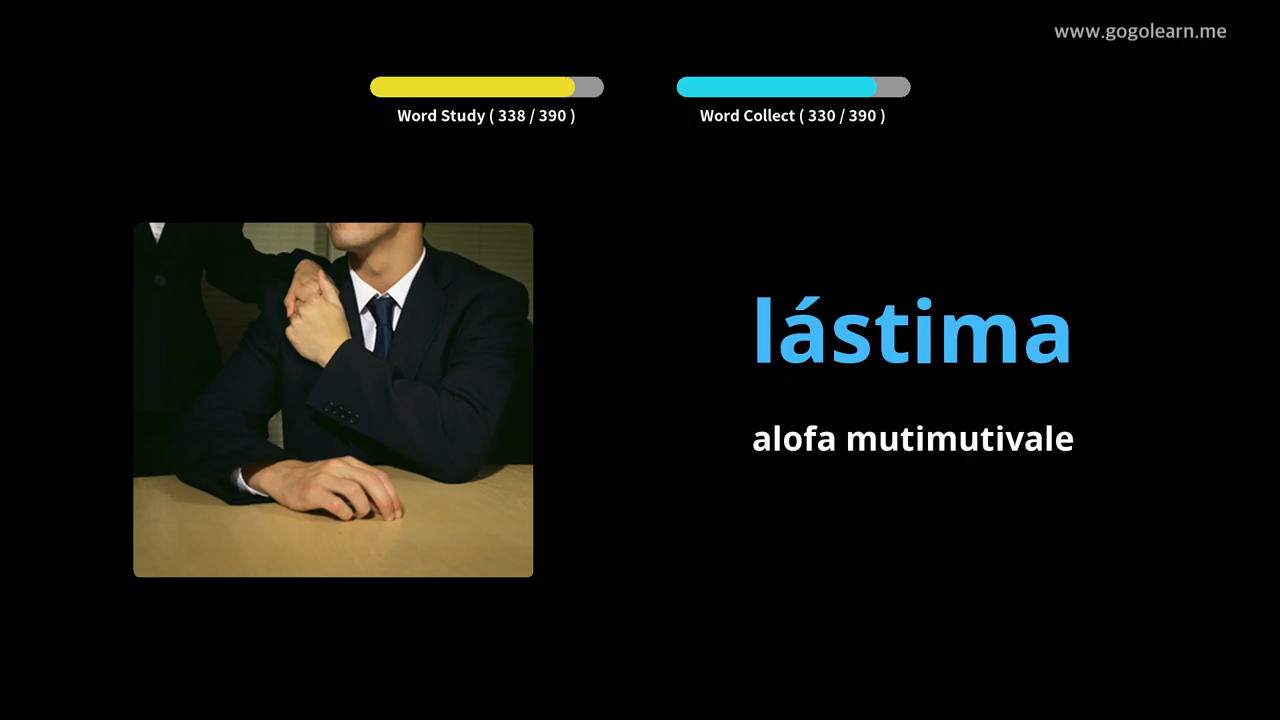 www.gogolearn.me
Word Study ( 338 / 390 )
Word Collect ( 330 / 390 )
lástima
alofa mutimutivale